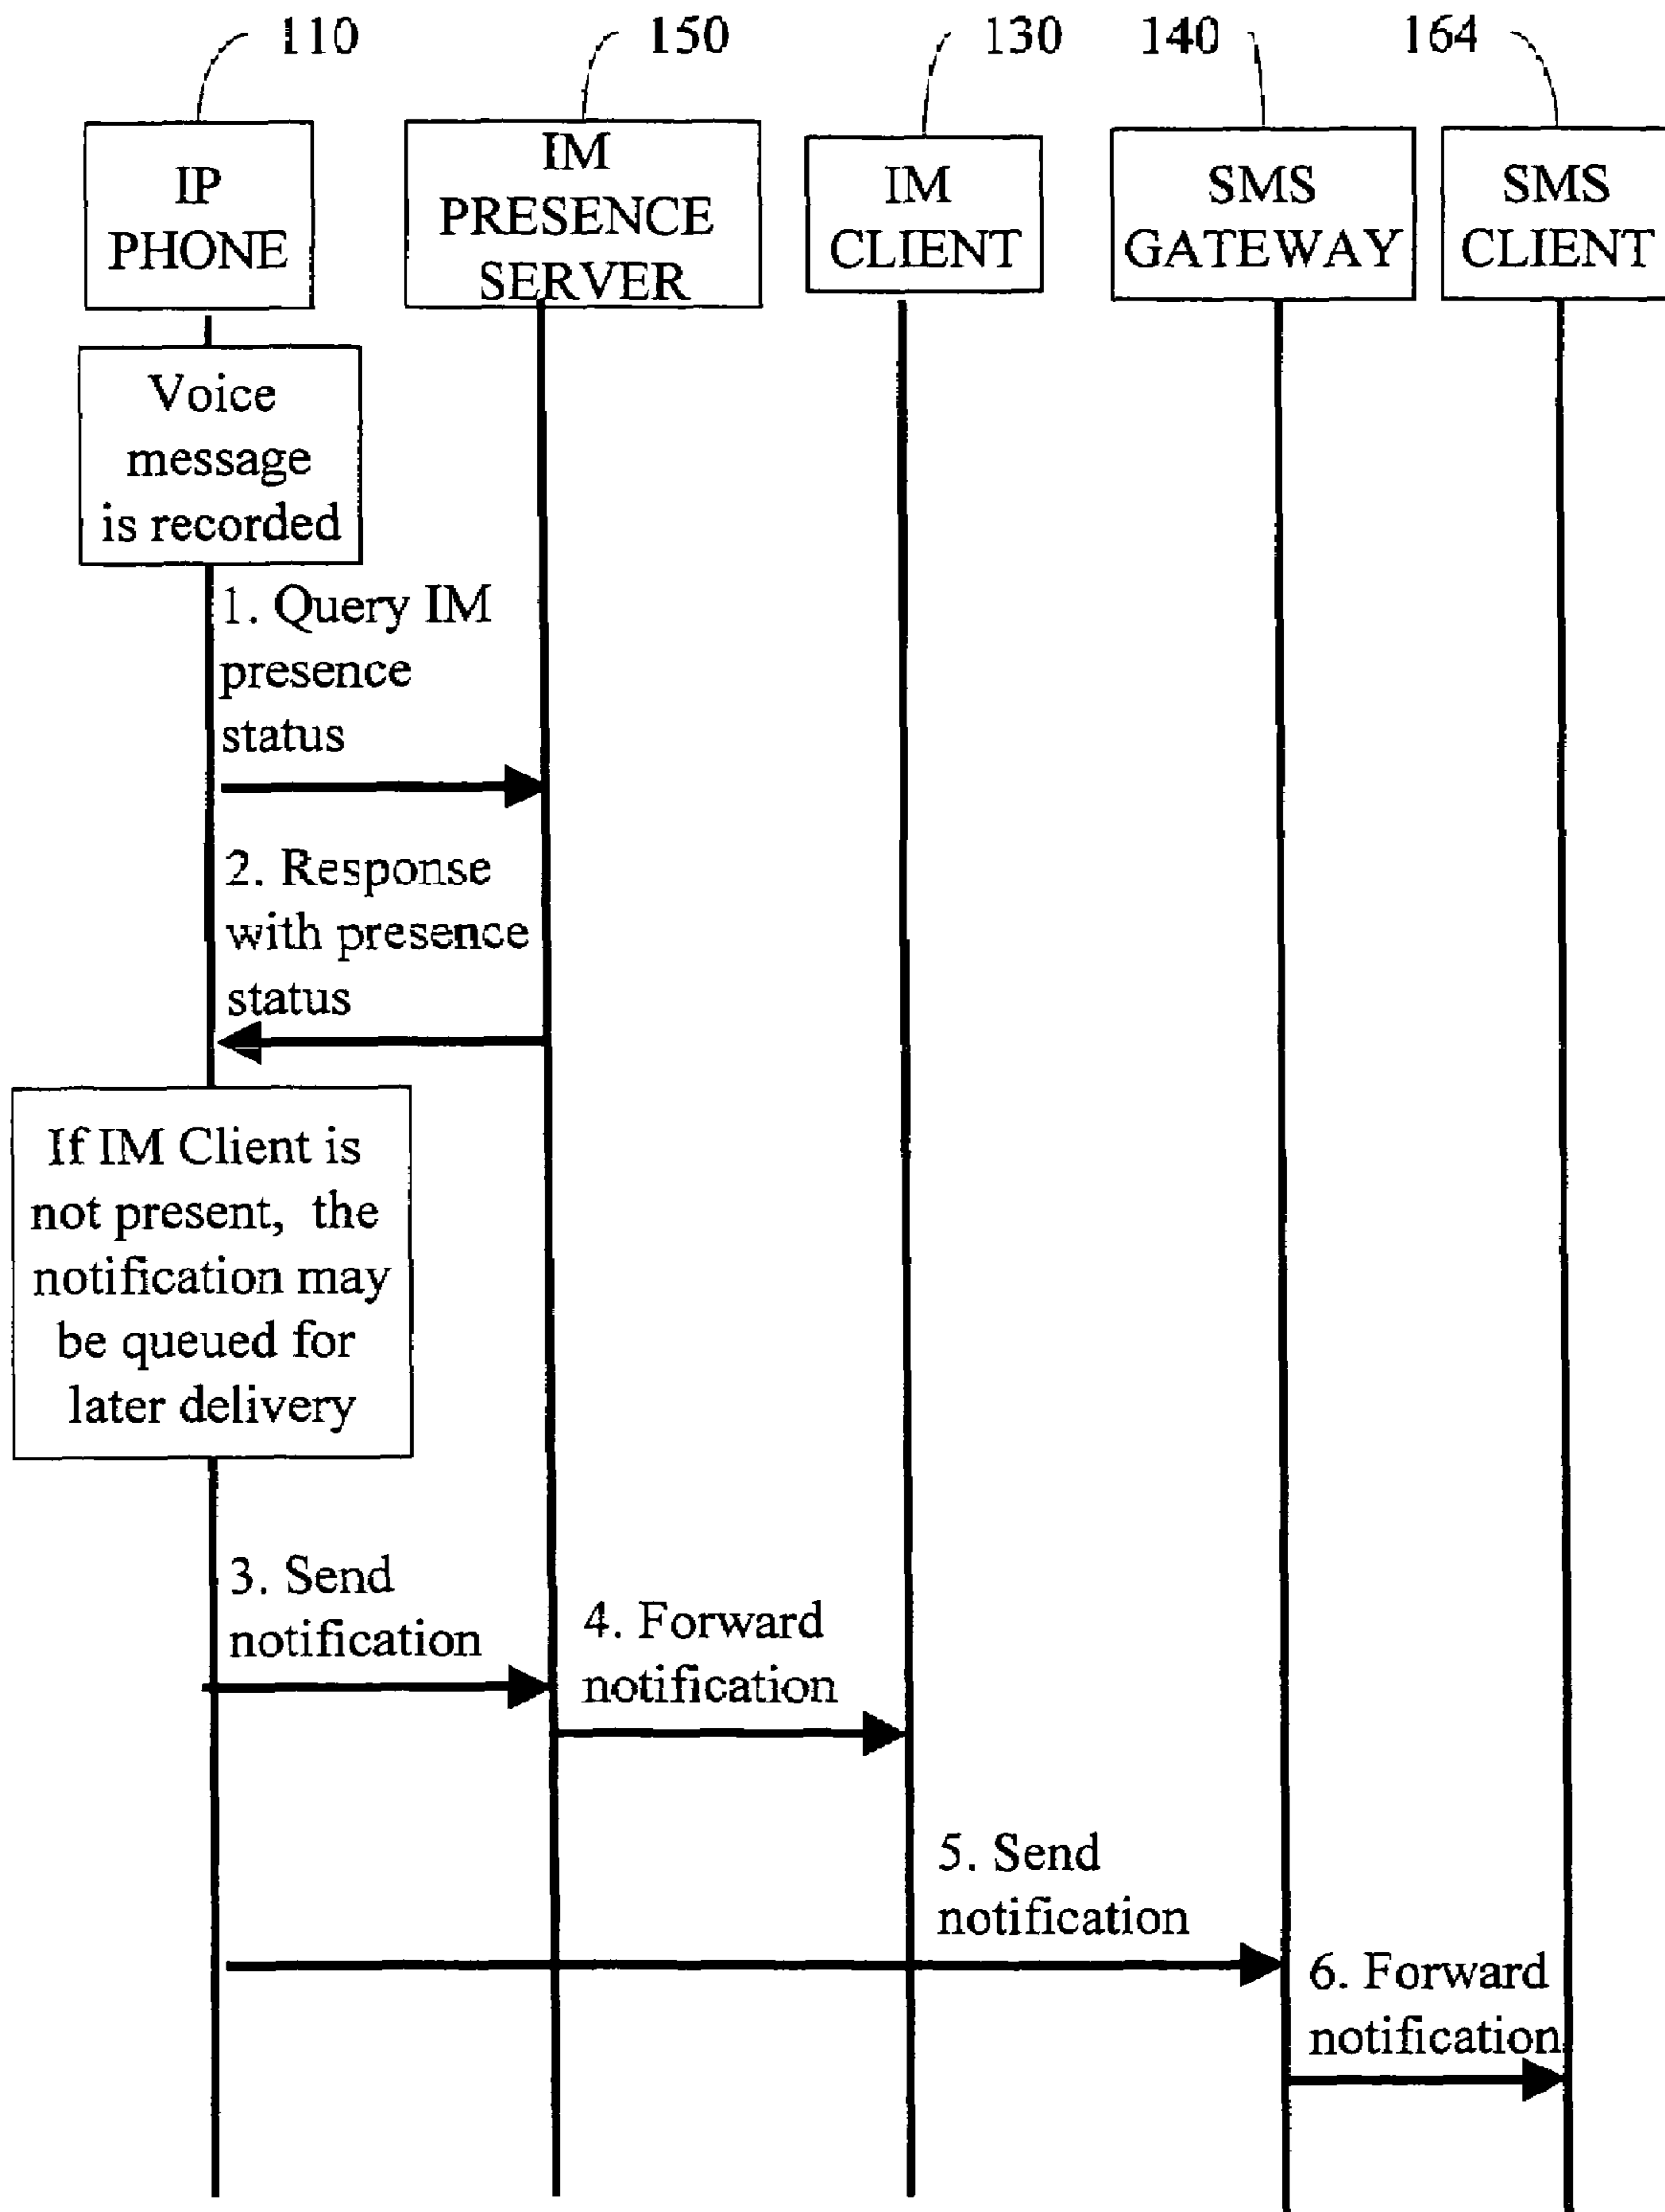 110
150
130
140
164
IP
PHONE
IM
PRESENCE
SERVER
IM
CLIENT
SMS
GATEWAY
SMS
CLIENT
Voice
message
is recorded
1. Query IM
presence
status
2. Response
with presence
status
If IM Client is
not present, the
notification may
be queued for
later delivery
3. Send
notification
4. Forward
notification
5. Send
notification
6. Forward
notification